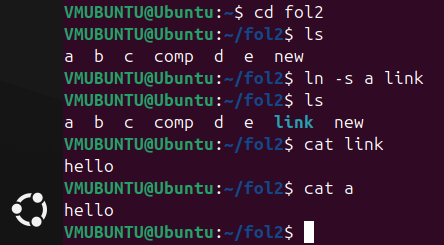 VMUBUNTU@Ubuntu:~$ cd fol2
VMUBUNTU@Ubuntu:~/fol2$ ls
a  b  c  comp  d  e  new
VMUBUNTU@Ubuntu:~/fol2$ ln -s a link
VMUBUNTU@Ubuntu:~/fol2$ ls
a  b  c  comp  d  e  link  new
VMUBUNTU@Ubuntu:~/fol2$ cat link
hello
VMUBUNTU@Ubuntu:~/fol2$ cat a
hello
VMUBUNTU@Ubuntu:~/fol2$